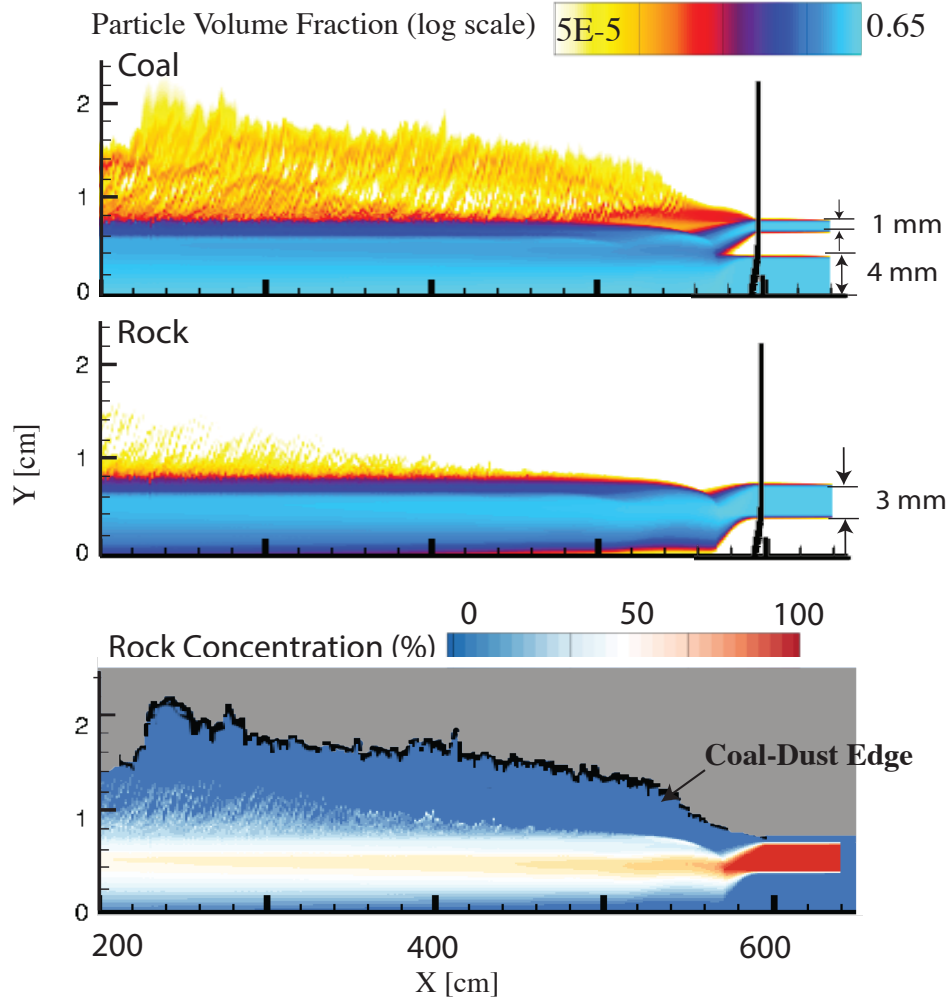 Particle Volume Fraction (log scale)
5E-5
0.65
Coal
2
1
0
1 mm
4 mm
Rock
2
1
0
3 mm
Y [cm]
0 50 100
Rock Concentration (%)
2
1
0
Coal-Dust Edge
200 400 600
X [cm]